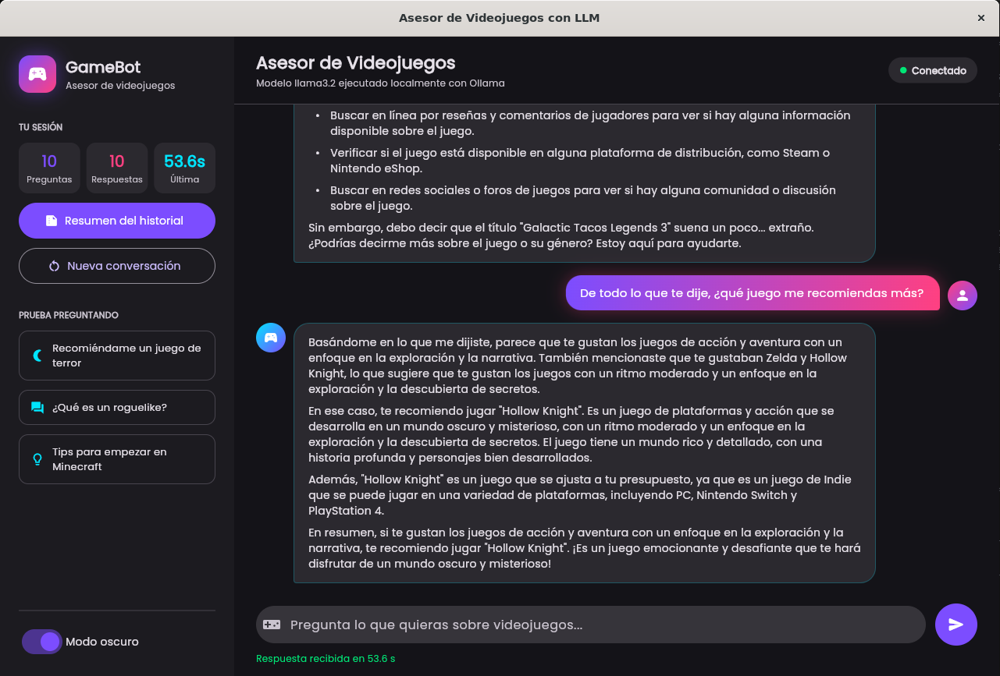 Asesor de Videojuegos con LLM
GameBot
Asesor de videojuegos
TU SESIÓN
10
Preguntas
10
Respuestas
53.6s
Última
Resumen del historial
Nueva conversación
PRUEBA PREGUNTANDO
Recomiéndame un juego de
terror
¿Qué es un roguelike?
Tips para empezar en
Minecraft
Modo oscuro
Asesor de Videojuegos
Modelo llama3.2 ejecutado localmente con Ollama
Conectado
• Buscar en línea por reseñas y comentarios de jugadores para ver si hay alguna información
disponible sobre el juego.
• Verificar si el juego está disponible en alguna plataforma de distribución, como Steam o
Nintendo eShop.
• Buscar en redes sociales o foros de juegos para ver si hay alguna comunidad o discusión
sobre el juego.
Sin embargo, debo decir que el título "Galactic Tacos Legends 3" suena un poco... extraño.
¿Podrías decirme más sobre el juego o su género? Estoy aquí para ayudarte.
De todo lo que te dije, ¿qué juego me recomiendas más?
Basándome en lo que me dijiste, parece que te gustan los juegos de acción y aventura con un
enfoque en la exploración y la narrativa. También mencionaste que te gustaban Zelda y Hollow
Knight, lo que sugiere que te gustan los juegos con un ritmo moderado y un enfoque en la
exploración y la descubierta de secretos.
En ese caso, te recomiendo jugar "Hollow Knight". Es un juego de plataformas y acción que se
desarrolla en un mundo oscuro y misterioso, con un ritmo moderado y un enfoque en la
exploración y la descubierta de secretos. El juego tiene un mundo rico y detallado, con una
historia profunda y personajes bien desarrollados.
Además, "Hollow Knight" es un juego que se ajusta a tu presupuesto, ya que es un juego de Indie
que se puede jugar en una variedad de plataformas, incluyendo PC, Nintendo Switch y
PlayStation 4.
En resumen, si te gustan los juegos de acción y aventura con un enfoque en la exploración y la
narrativa, te recomiendo jugar "Hollow Knight". ¡Es un juego emocionante y desafiante que te hará
disfrutar de un mundo oscuro y misterioso!
Pregunta lo que quieras sobre videojuegos...
Respuesta recibida en 53.6 s